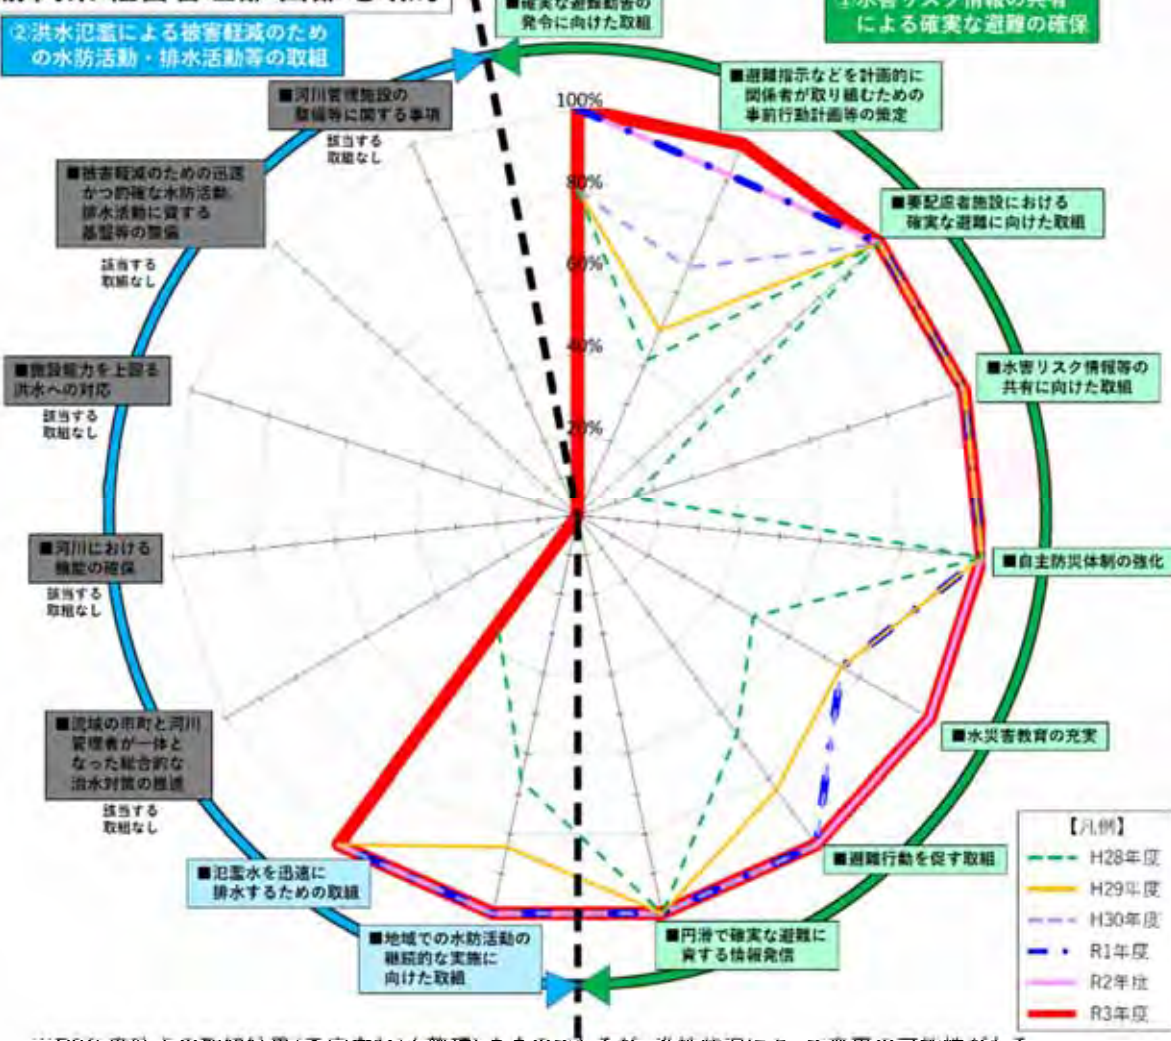 ②洪水氾濫による被害軽減のため
の水防活動・排水活動等の取組
■確実な避難勧告の
発令に向けた取組
①水害リスク情報の共有
による確実な避難の確保
■避難指示などを計画的に
関係者が取り組むための
事前行動計画等の策定
■要配慮者施設における
確実な避難に向けた取組
■水害リスク情報等の
共有に向けた取組
■自主防災体制の強化
■水災害教育の充実
■避難行動を促す取組
■円滑で確実な避難に
資する情報発信
■地域での水防活動の
継続的な実施に
向けた取組
■氾濫水を迅速に
排水するための取組
■流域の市町と河川
管理者が一体と
なった総合的な
治水対策の推進
該当する
取組なし
■河川における
機能の確保
該当する
取組なし
■施設能力を上回る
洪水への対応
該当する
取組なし
■被害軽減のための迅速
かつ的確な水防活動、
排水活動に資する
基盤等の整備
該当する
取組なし
■河川管理施設の
整備等に関する事項
該当する
取組なし
100%
80%
60%
40%
20%
【凡例】
H28年度
H29年度
H30年度
R1年度
R2年度
R3年度